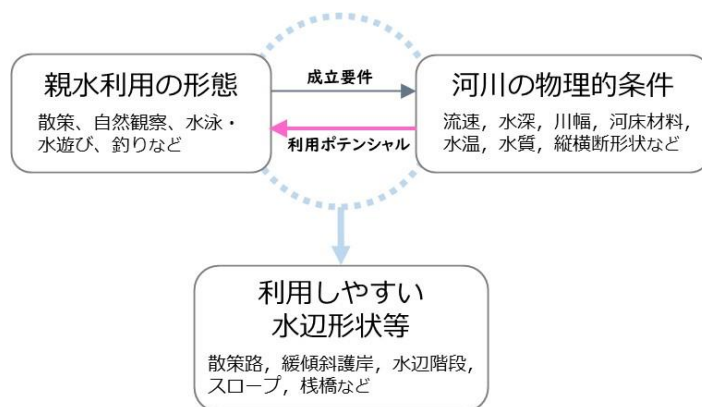 親水利用の形態
散策、自然観察、水泳・
水遊び、釣りなど
成立要件
利用ポテンシャル
河川の物理的条件
流速，水深，川幅，河床材料，
水温，水質，縦横断形状など
利用しやすい
水辺形状等
散策路，緩傾斜護岸，水辺階段，
スロープ，桟橋など